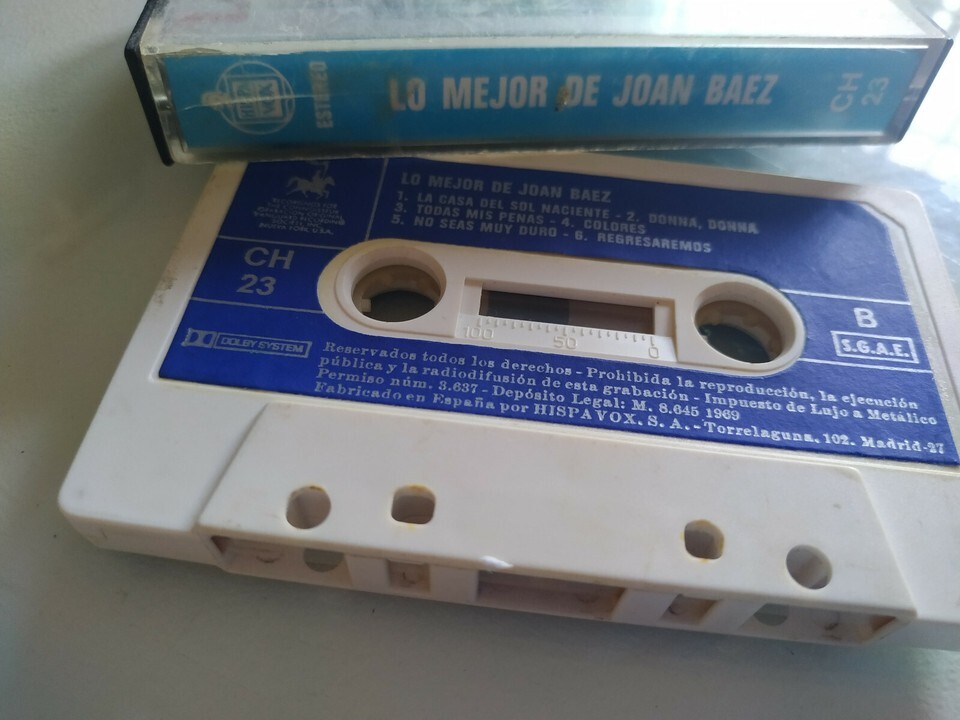 ESTEREO
LO MEJOR DE JOAN BAEZ
CH
23
LO MEJOR DE JOAN BAEZ
1. LA CASA DEL SOL NACIENTE - 2. DONNA, DONNA
3. TODAS MIS PENAS - 4. COLORES
5. NO SEAS MUY DURO - 6. REGRESAREMOS
CH
23
B
S.G.A.E.
100 50 0
DOLBY SYSTEM
Reservados todos los derechos - Prohibida la reproducción, la ejecución
pública y la radiodifusión de esta grabación - Impuesto de Lujo a Metálico
Permiso núm. 3.637 - Depósito Legal: M. 8.645 1969
Fabricado en España por HISPAVOX, S. A. - Torrelaguna, 102. Madrid-27